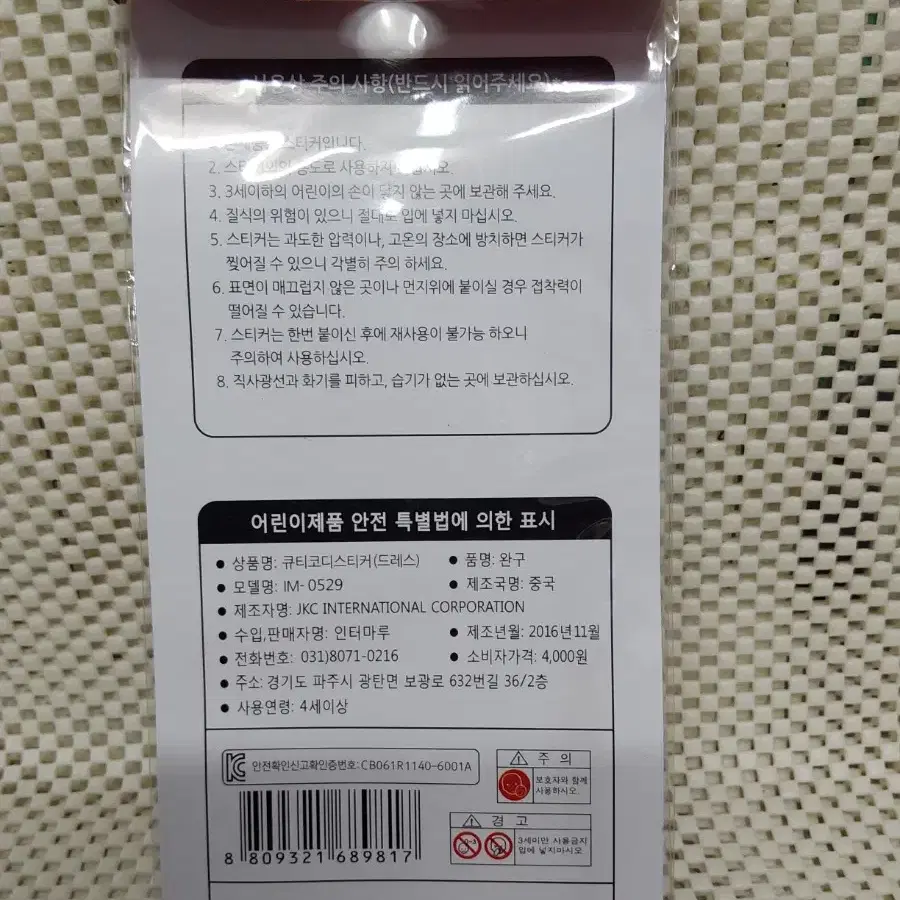 주의 사항(반드시 읽어주세요)*
스티커입니다.
2. 용도로 사용하지 마십시오.
3. 3세이하의 어린이의 손이 닿지 않는 곳에 보관해 주세요.
4. 질식의 위험이 있으니 절대로 입에 넣지 마십시오.
5. 스티커는 과도한 압력이나, 고온의 장소에 방치하면 스티커가
찢어질 수 있으니 각별히 주의 하세요.
6. 표면이 매끄럽지 않은 곳이나 먼지위에 붙이실 경우 접착력이
떨어질 수 있습니다.
7. 스티커는 한번 붙이신 후에 재사용이 불가능 하오니
주의하여 사용하십시오.
8. 직사광선과 화기를 피하고, 습기가 없는 곳에 보관하십시오.
어린이제품 안전 특별법에 의한 표시
● 상품명: 큐티코디스티커(드레스) ● 품명: 완구
● 모델명: IM-0529 ● 제조국명: 중국
● 제조자명: JKC INTERNATIONAL CORPORATION
● 수입,판매자명: 인터마루 ● 제조년월: 2016년11월
● 전화번호: 031)8071-0216 ● 소비자가격: 4,000원
● 주소: 경기도 파주시 광탄면 보광로 632번길 36/2층
● 사용연령: 4세이상
안전확인신고확인증번호: CB061R1140-6001A
주 의
보호자와 함께
사용하십시오.
경 고
0-3
3세미만 사용금지
입에 넣지마시오
8 809321 689817